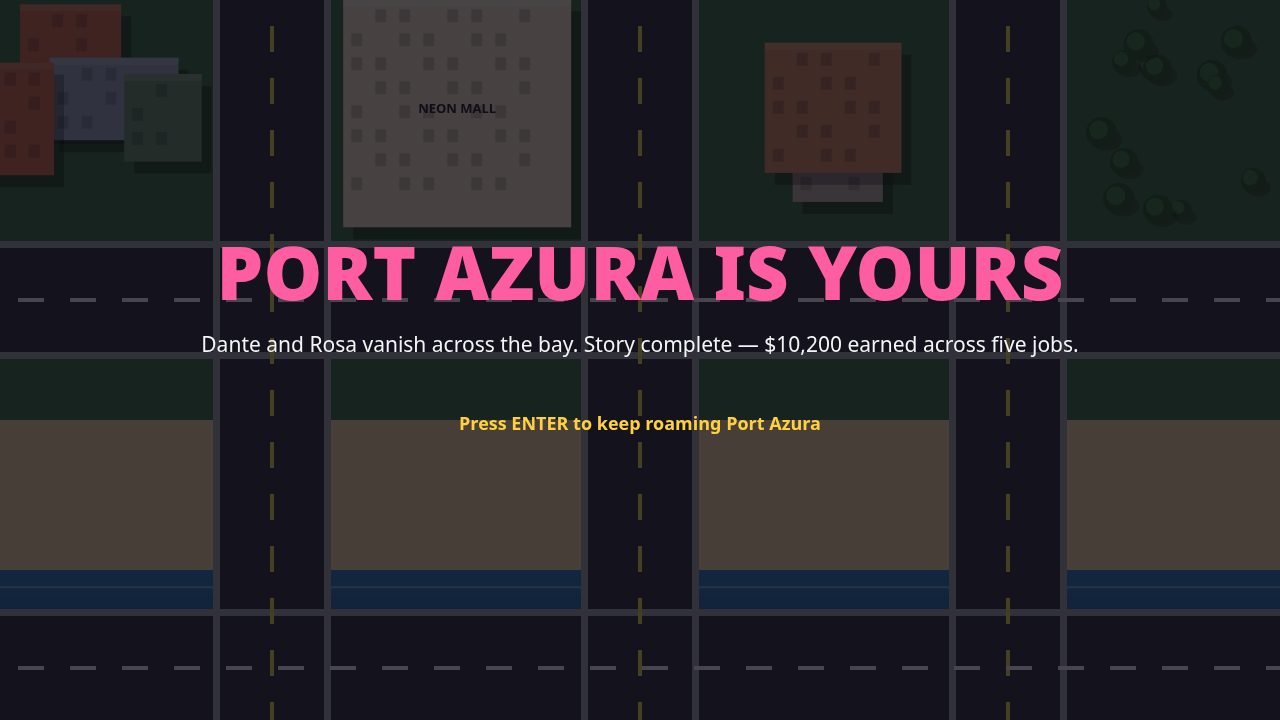 NEON MALL
PORT AZURA IS YOURS
Dante and Rosa vanish across the bay. Story complete — $10,200 earned across five jobs.
Press ENTER to keep roaming Port Azura